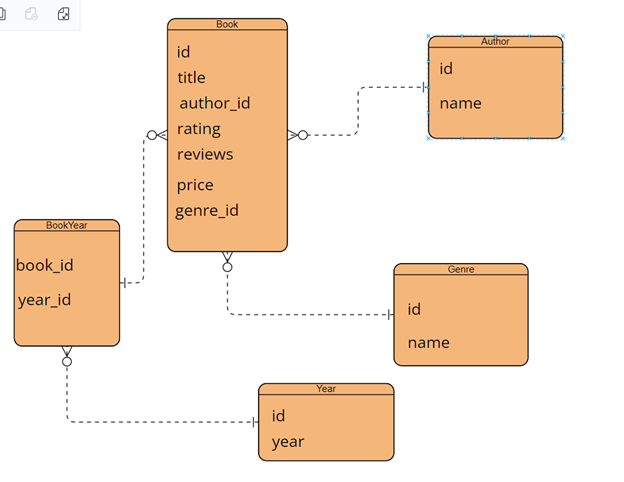 Book
id
title
author_id
rating
reviews
price
genre_id
Author
id
name
BookYear
book_id
year_id
Genre
id
name
Year
id
year